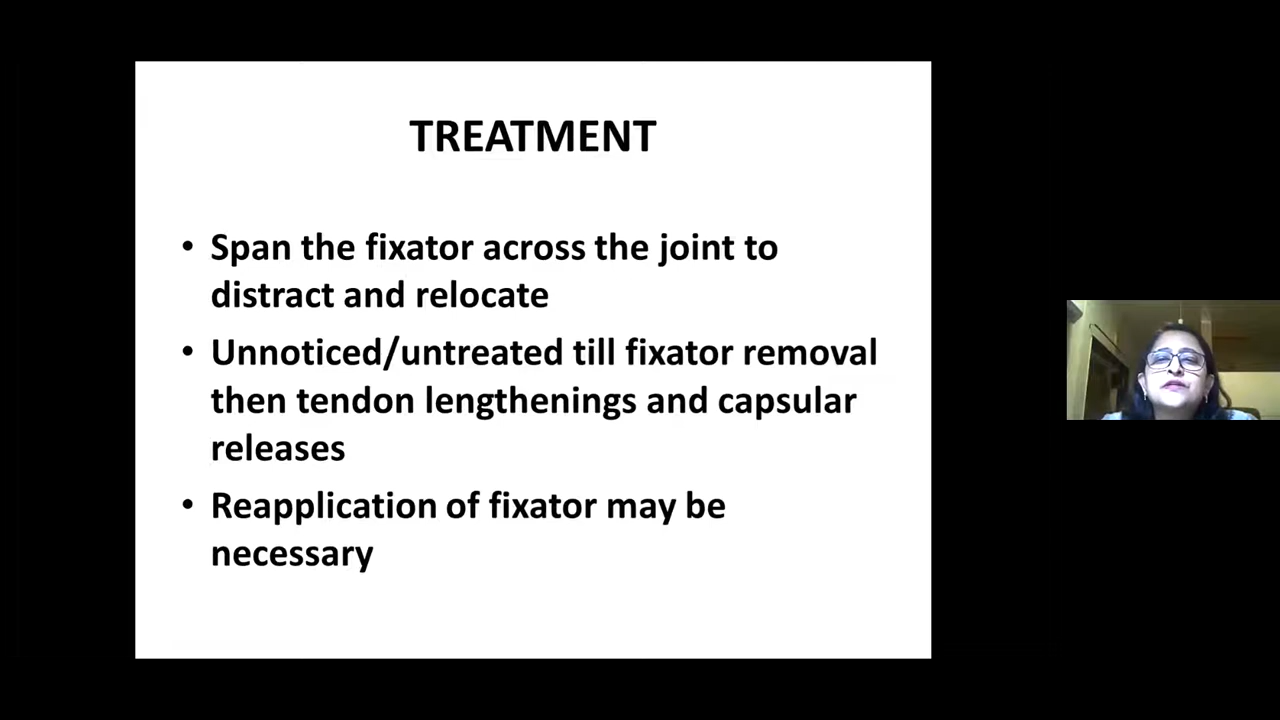 TREATMENT
• Span the fixator across the joint to
distract and relocate
• Unnoticed/untreated till fixator removal
then tendon lengthenings and capsular
releases
• Reapplication of fixator may be
necessary